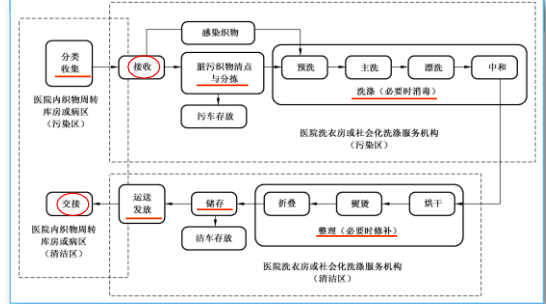 感染织物
分类
收集
接收
脏污织物清点
与分拣
预洗
主洗
漂洗
中和
洗涤（必要时消毒）
医院内织物周转
库房或病区
（污染区）
污车存放
医院洗衣房或社会化洗涤服务机构
（污染区）
交接
运送
发放
储存
折叠
熨烫
烘干
整理（必要时修补）
医院内织物周转
库房或病区
（清洁区）
洁车存放
医院洗衣房或社会化洗涤服务机构
（清洁区）